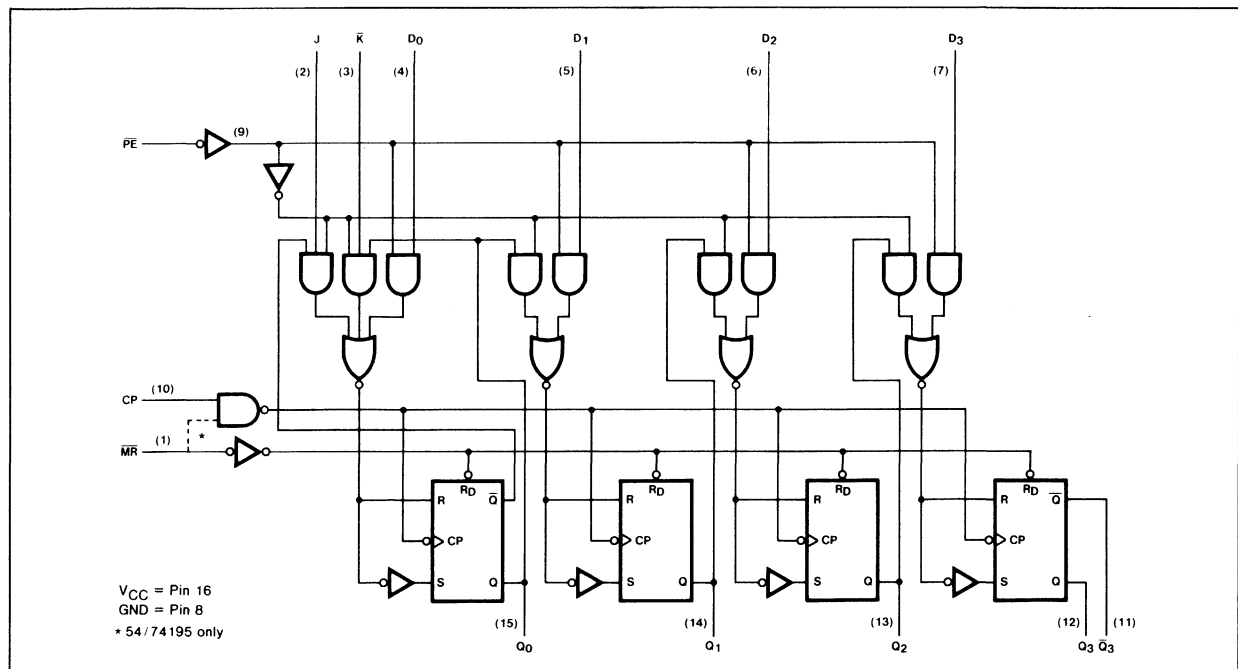 J K̅ D0 D1 D2 D3
(2) (3) (4) (5) (6) (7)
P̅E̅ (9)
CP (10)
*
M̅R̅ (1)
RD Q̅ RD RD RD Q̅
R R R R
CP CP CP CP
S Q S Q S Q S Q
VCC = Pin 16
GND = Pin 8
* 54/74195 only
(15) (14) (13) (12) (11)
Q0 Q1 Q2 Q3 Q̅3